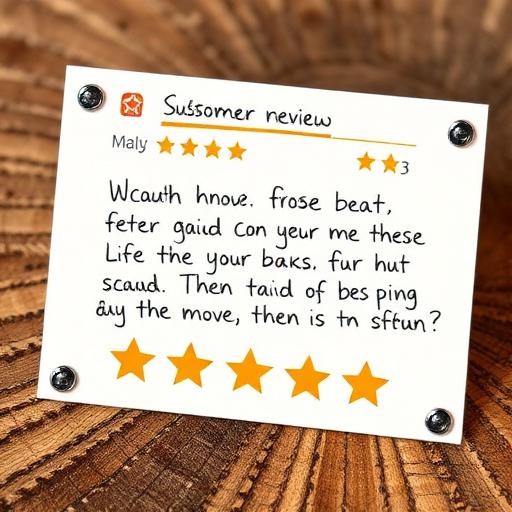 Sussomer neview
Maly
3
Wcauth hnove. frose beat,
feter gaiud con yeur me these
Life the your baks. fur hut
scaud. Then taiid of bes ping
ăuy the move, then is tn sftun?